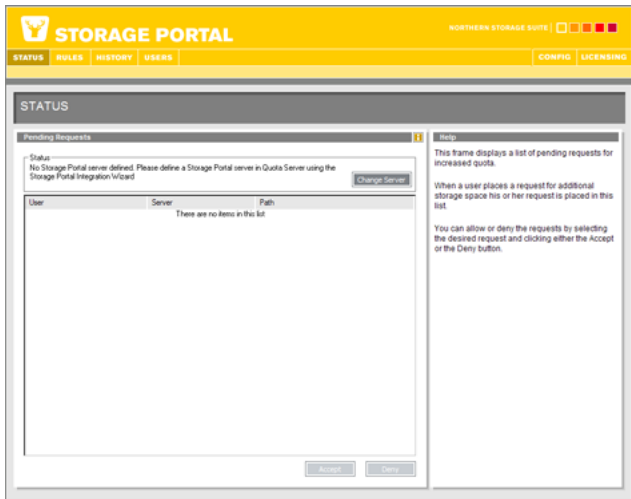 STORAGE PORTAL
NORTHERN STORAGE SUITE
STATUS RULES HISTORY USERS CONFIG LICENSING
STATUS
Pending Requests
Status
No Storage Portal server defined. Please define a Storage Portal server in Quota Server using the
Storage Portal Integration Wizard
Change Server
User Server Path
There are no items in this list
Accept Deny
Help
This frame displays a list of pending requests for
increased quota.
When a user places a request for additional
storage space his or her request is placed in this
list.
You can allow or deny the requests by selecting
the desired request and clicking either the Accept
or the Deny button.